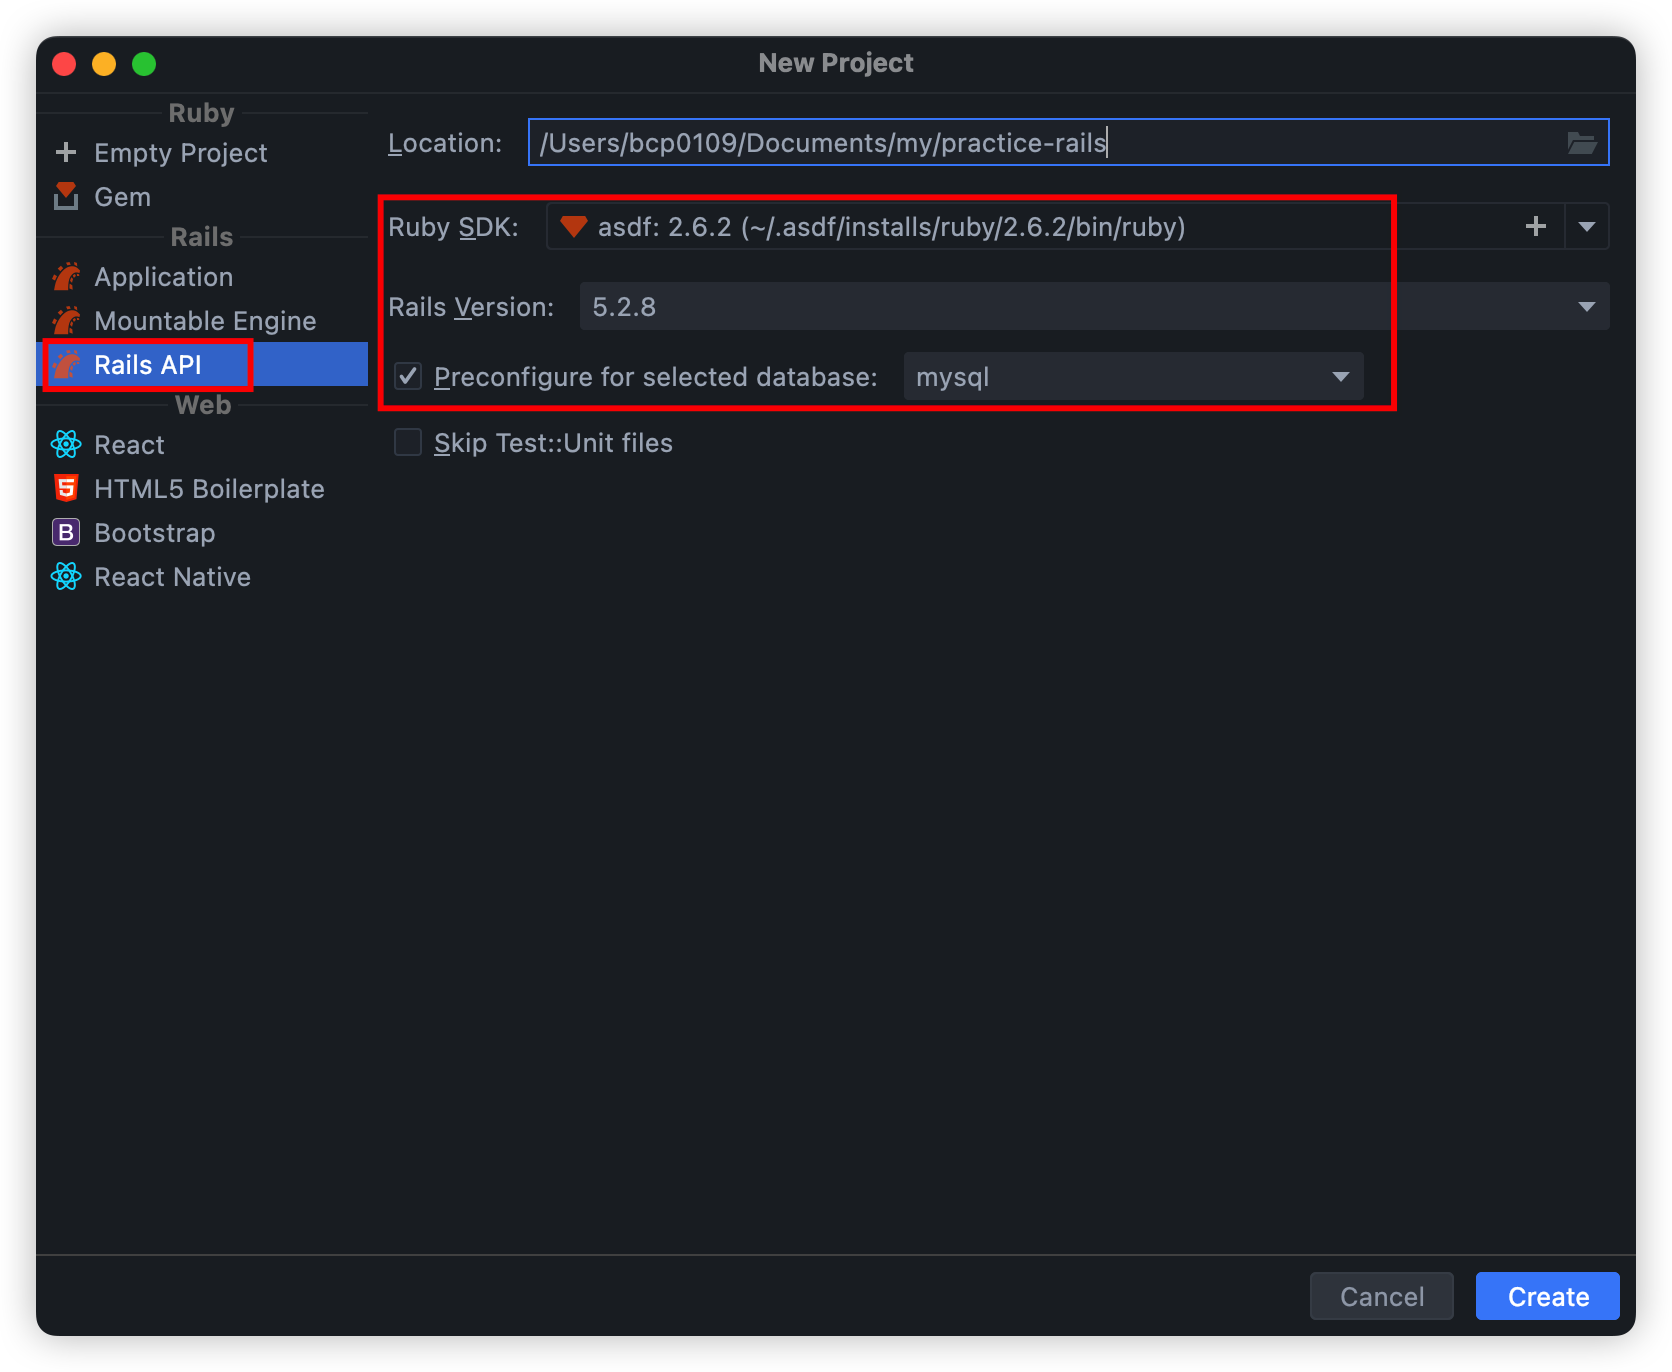 New Project
Ruby
Empty Project
Gem
Rails
Application
Mountable Engine
Rails API
Web
React
HTML5 Boilerplate
B Bootstrap
React Native
Location: /Users/bcp0109/Documents/my/practice-rails
Ruby SDK: asdf: 2.6.2 (~/.asdf/installs/ruby/2.6.2/bin/ruby)
Rails Version: 5.2.8
Preconfigure for selected database: mysql
Skip Test::Unit files
Cancel Create